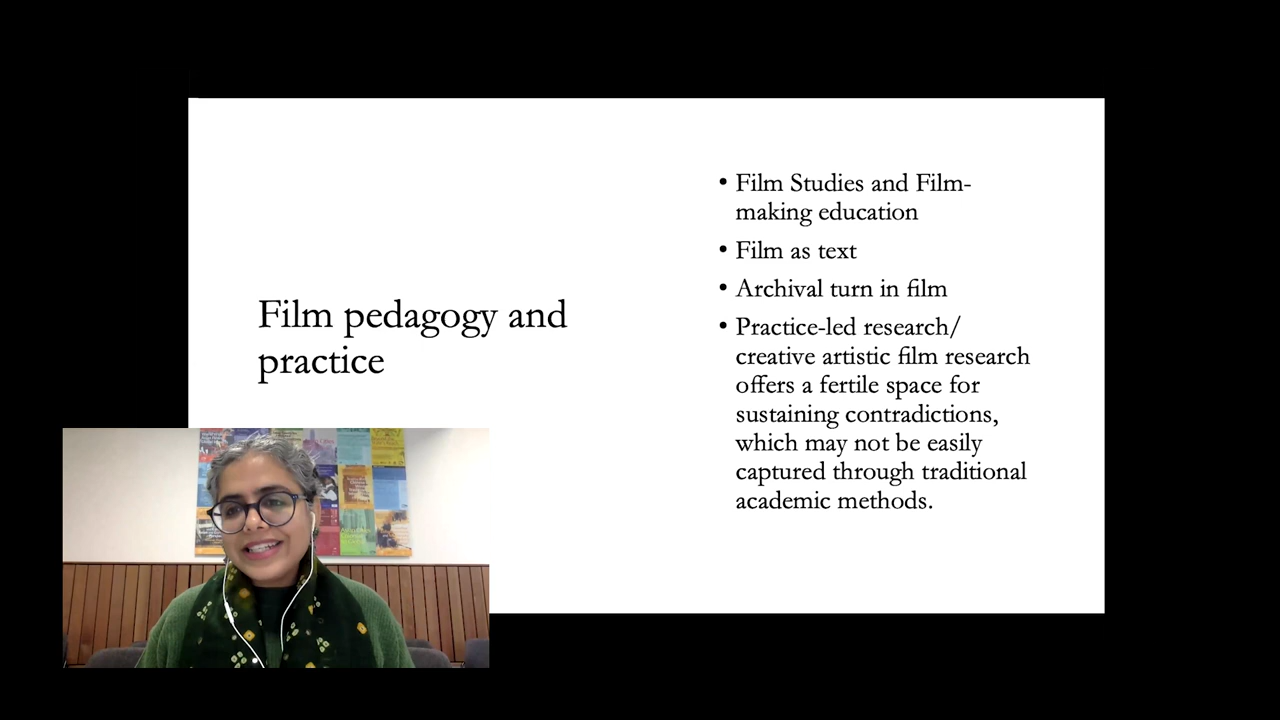 Film pedagogy and
practice
• Film Studies and Film-
making education
• Film as text
• Archival turn in film
• Practice-led research/
creative artistic film research
offers a fertile space for
sustaining contradictions,
which may not be easily
captured through traditional
academic methods.